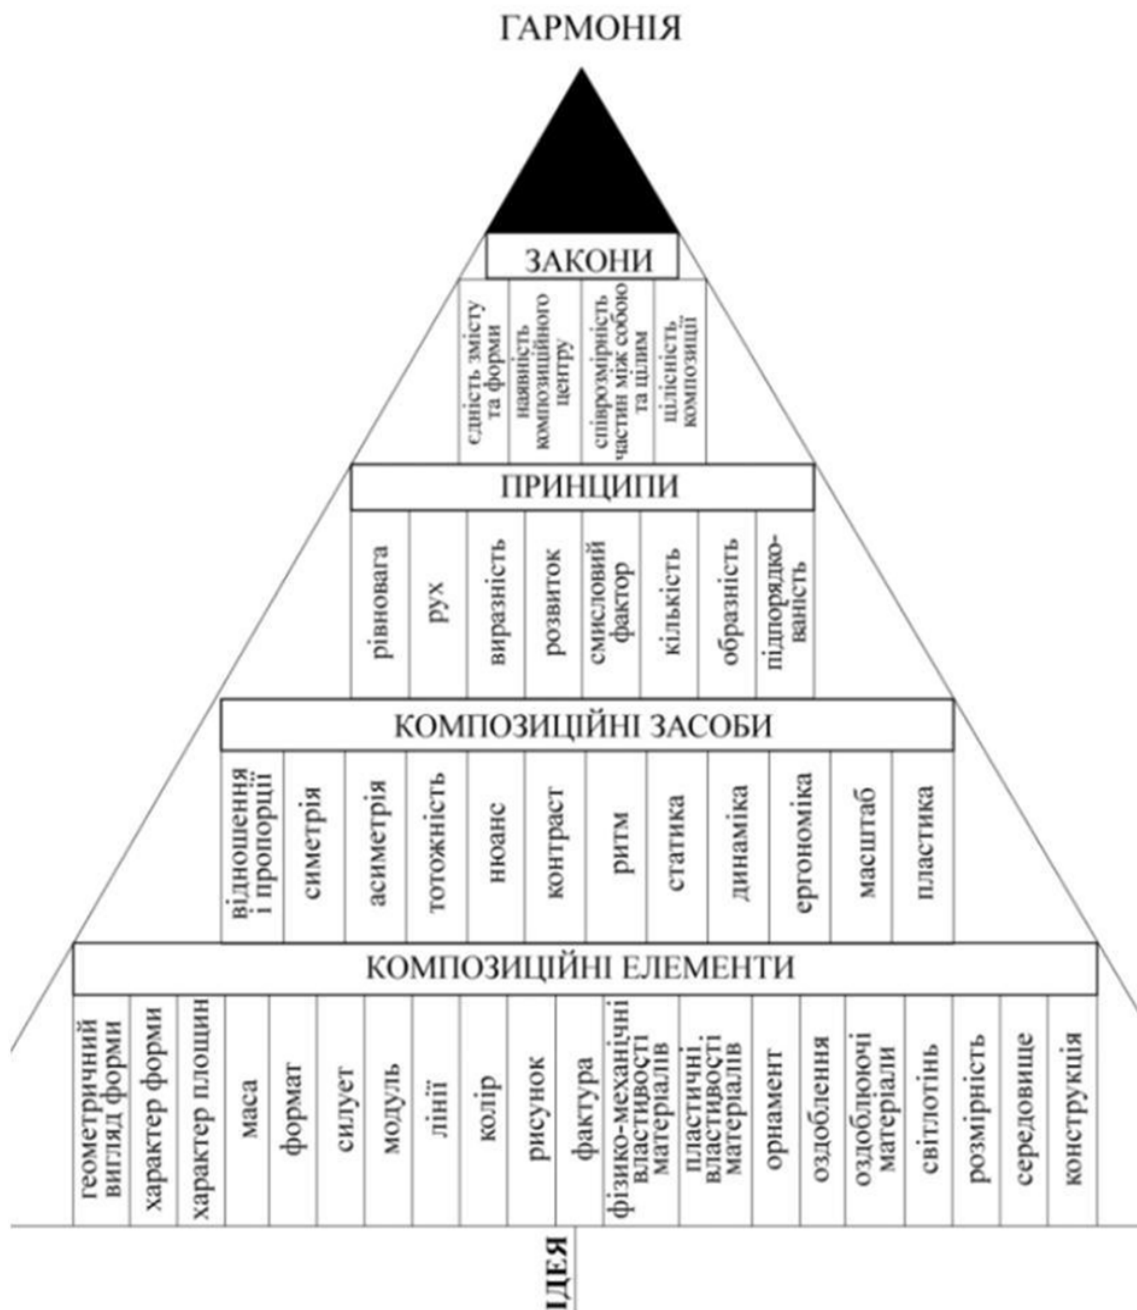 ГАРМОНІЯ
ЗАКОНИ
єдність змісту
та форми
наявність
композиційного
центру
співрозмірність
частин між собою
та цілим
цілісність
композиції
ПРИНЦИПИ
рівновага
рух
виразність
розвиток
смисловий
фактор
кількість
образність
підпорядко-
ваність
КОМПОЗИЦІЙНІ ЗАСОБИ
відношення
і пропорції
симетрія
асиметрія
тотожність
нюанс
контраст
ритм
статика
динаміка
ергономіка
масштаб
пластика
КОМПОЗИЦІЙНІ ЕЛЕМЕНТИ
геометричний
вигляд форми
характер форми
характер площин
маса
формат
силует
модуль
лінії
колір
рисунок
фактура
фізико-механічні
властивості
матеріалів
пластичні
властивості
матеріалів
орнамент
оздоблення
оздоблюючі
матеріали
світлотінь
розмірність
середовище
конструкція
ІДЕЯ